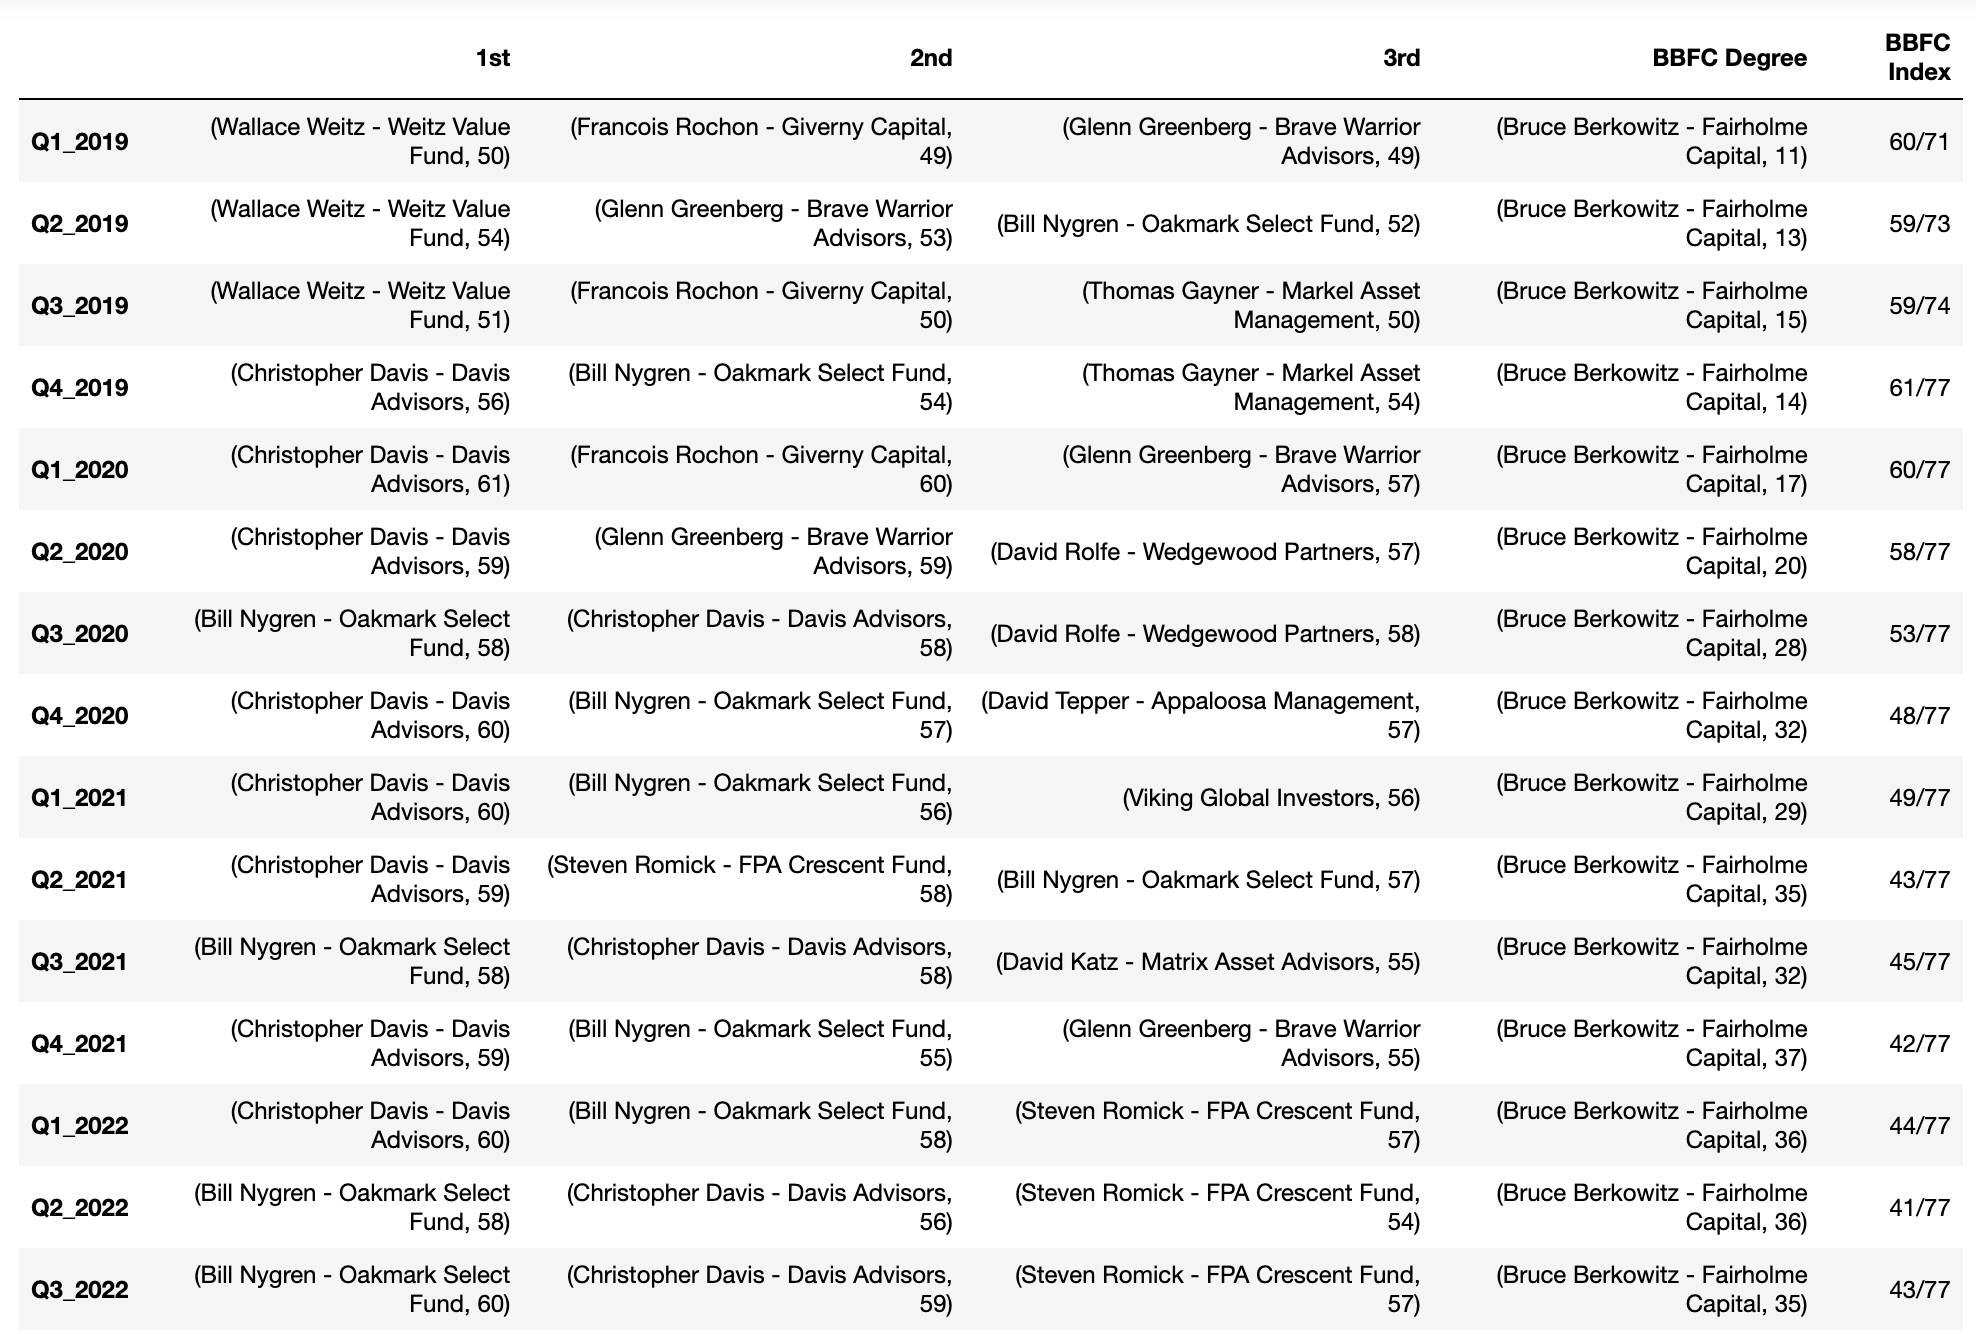 1st 2nd 3rd BBFC Degree BBFC Index
Q1_2019 (Wallace Weitz - Weitz Value Fund, 50) (Francois Rochon - Giverny Capital, 49) (Glenn Greenberg - Brave Warrior Advisors, 49) (Bruce Berkowitz - Fairholme Capital, 11) 60/71
Q2_2019 (Wallace Weitz - Weitz Value Fund, 54) (Glenn Greenberg - Brave Warrior Advisors, 53) (Bill Nygren - Oakmark Select Fund, 52) (Bruce Berkowitz - Fairholme Capital, 13) 59/73
Q3_2019 (Wallace Weitz - Weitz Value Fund, 51) (Francois Rochon - Giverny Capital, 50) (Thomas Gayner - Markel Asset Management, 50) (Bruce Berkowitz - Fairholme Capital, 15) 59/74
Q4_2019 (Christopher Davis - Davis Advisors, 56) (Bill Nygren - Oakmark Select Fund, 54) (Thomas Gayner - Markel Asset Management, 54) (Bruce Berkowitz - Fairholme Capital, 14) 61/77
Q1_2020 (Christopher Davis - Davis Advisors, 61) (Francois Rochon - Giverny Capital, 60) (Glenn Greenberg - Brave Warrior Advisors, 57) (Bruce Berkowitz - Fairholme Capital, 17) 60/77
Q2_2020 (Christopher Davis - Davis Advisors, 59) (Glenn Greenberg - Brave Warrior Advisors, 59) (David Rolfe - Wedgewood Partners, 57) (Bruce Berkowitz - Fairholme Capital, 20) 58/77
Q3_2020 (Bill Nygren - Oakmark Select Fund, 58) (Christopher Davis - Davis Advisors, 58) (David Rolfe - Wedgewood Partners, 58) (Bruce Berkowitz - Fairholme Capital, 28) 53/77
Q4_2020 (Christopher Davis - Davis Advisors, 60) (Bill Nygren - Oakmark Select Fund, 57) (David Tepper - Appaloosa Management, 57) (Bruce Berkowitz - Fairholme Capital, 32) 48/77
Q1_2021 (Christopher Davis - Davis Advisors, 60) (Bill Nygren - Oakmark Select Fund, 56) (Viking Global Investors, 56) (Bruce Berkowitz - Fairholme Capital, 29) 49/77
Q2_2021 (Christopher Davis - Davis Advisors, 59) (Steven Romick - FPA Crescent Fund, 58) (Bill Nygren - Oakmark Select Fund, 57) (Bruce Berkowitz - Fairholme Capital, 35) 43/77
Q3_2021 (Bill Nygren - Oakmark Select Fund, 58) (Christopher Davis - Davis Advisors, 58) (David Katz - Matrix Asset Advisors, 55) (Bruce Berkowitz - Fairholme Capital, 32) 45/77
Q4_2021 (Christopher Davis - Davis Advisors, 59) (Bill Nygren - Oakmark Select Fund, 55) (Glenn Greenberg - Brave Warrior Advisors, 55) (Bruce Berkowitz - Fairholme Capital, 37) 42/77
Q1_2022 (Christopher Davis - Davis Advisors, 60) (Bill Nygren - Oakmark Select Fund, 58) (Steven Romick - FPA Crescent Fund, 57) (Bruce Berkowitz - Fairholme Capital, 36) 44/77
Q2_2022 (Bill Nygren - Oakmark Select Fund, 58) (Christopher Davis - Davis Advisors, 56) (Steven Romick - FPA Crescent Fund, 54) (Bruce Berkowitz - Fairholme Capital, 36) 41/77
Q3_2022 (Bill Nygren - Oakmark Select Fund, 60) (Christopher Davis - Davis Advisors, 59) (Steven Romick - FPA Crescent Fund, 57) (Bruce Berkowitz - Fairholme Capital, 35) 43/77